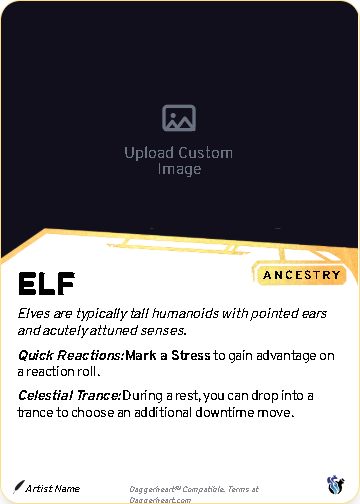 Upload Custom
Image
ELF
ANCESTRY
Elves are typically tall humanoids with pointed ears
and acutely attuned senses.
Quick Reactions: Mark a Stress to gain advantage on
a reaction roll.
Celestial Trance: During a rest, you can drop into a
trance to choose an additional downtime move.
Artist Name
Daggerheart™ Compatible. Terms at
Daggerheart.com